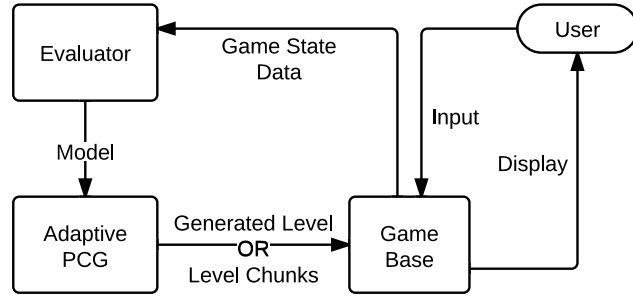 Evaluator
Game State
Data
User
Input
Model
Display
Adaptive
PCG
Generated Level
OR
Level Chunks
Game
Base